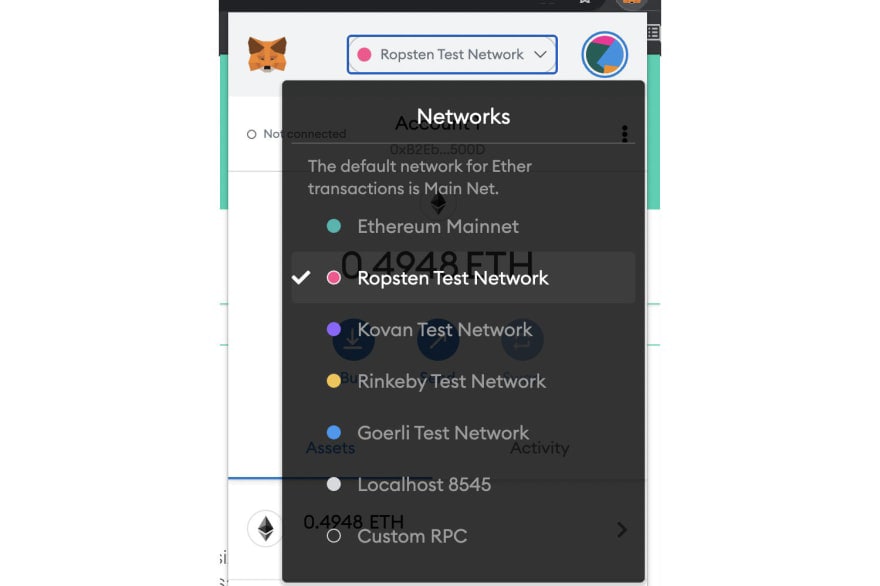 Ropsten Test Network
Networks
Account 1
Not connected
0xB2Eb...500D
The default network for Ether
transactions is Main Net.
Ethereum Mainnet
0.4948 ETH
Ropsten Test Network
Kovan Test Network
Rinkeby Test Network
Goerli Test Network
Assets
Activity
Localhost 8545
0.4948 ETH
Custom RPC